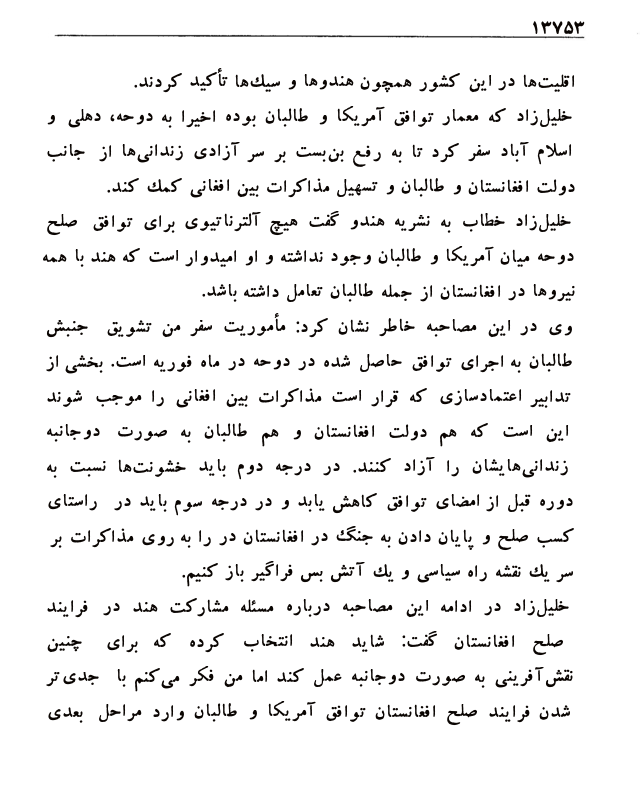 ۱۳۷۵۳
اقلیت‌ها در این کشور همچون هندوها و سیك‌ها تأکید کردند.
خلیل‌زاد که معمار توافق آمریکا و طالبان بوده اخیرا به دوحه، دهلی و
اسلام آباد سفر کرد تا به رفع بن‌بست بر سر آزادی زندانی‌ها از جانب
دولت افغانستان و طالبان و تسهیل مذاکرات بین افغانی کمك کند.
خلیل‌زاد خطاب به نشریه هندو گفت هیچ آلترناتیوی برای توافق صلح
دوحه میان آمریکا و طالبان وجود نداشته و او امیدوار است که هند با همه
نیروها در افغانستان از جمله طالبان تعامل داشته باشد.
وی در این مصاحبه خاطر نشان کرد: مأموریت سفر من تشویق جنبش
طالبان به اجرای توافق حاصل شده در دوحه در ماه فوریه است. بخشی از
تدابیر اعتمادسازی که قرار است مذاکرات بین افغانی را موجب شوند
این است که هم دولت افغانستان و هم طالبان به صورت دوجانبه
زندانی‌هایشان را آزاد کنند. در درجه دوم باید خشونت‌ها نسبت به
دوره قبل از امضای توافق کاهش یابد و در درجه سوم باید در راستای
کسب صلح و پایان دادن به جنگ در افغانستان در را به روی مذاکرات بر
سر یك نقشه راه سیاسی و یك آتش بس فراگیر باز کنیم.
خلیل‌زاد در ادامه این مصاحبه درباره مسئله مشارکت هند در فرایند
صلح افغانستان گفت: شاید هند انتخاب کرده که برای چنین
نقش‌آفرینی به صورت دوجانبه عمل کند اما من فکر می‌کنم با جدی‌تر
شدن فرایند صلح افغانستان توافق آمریکا و طالبان وارد مراحل بعدی